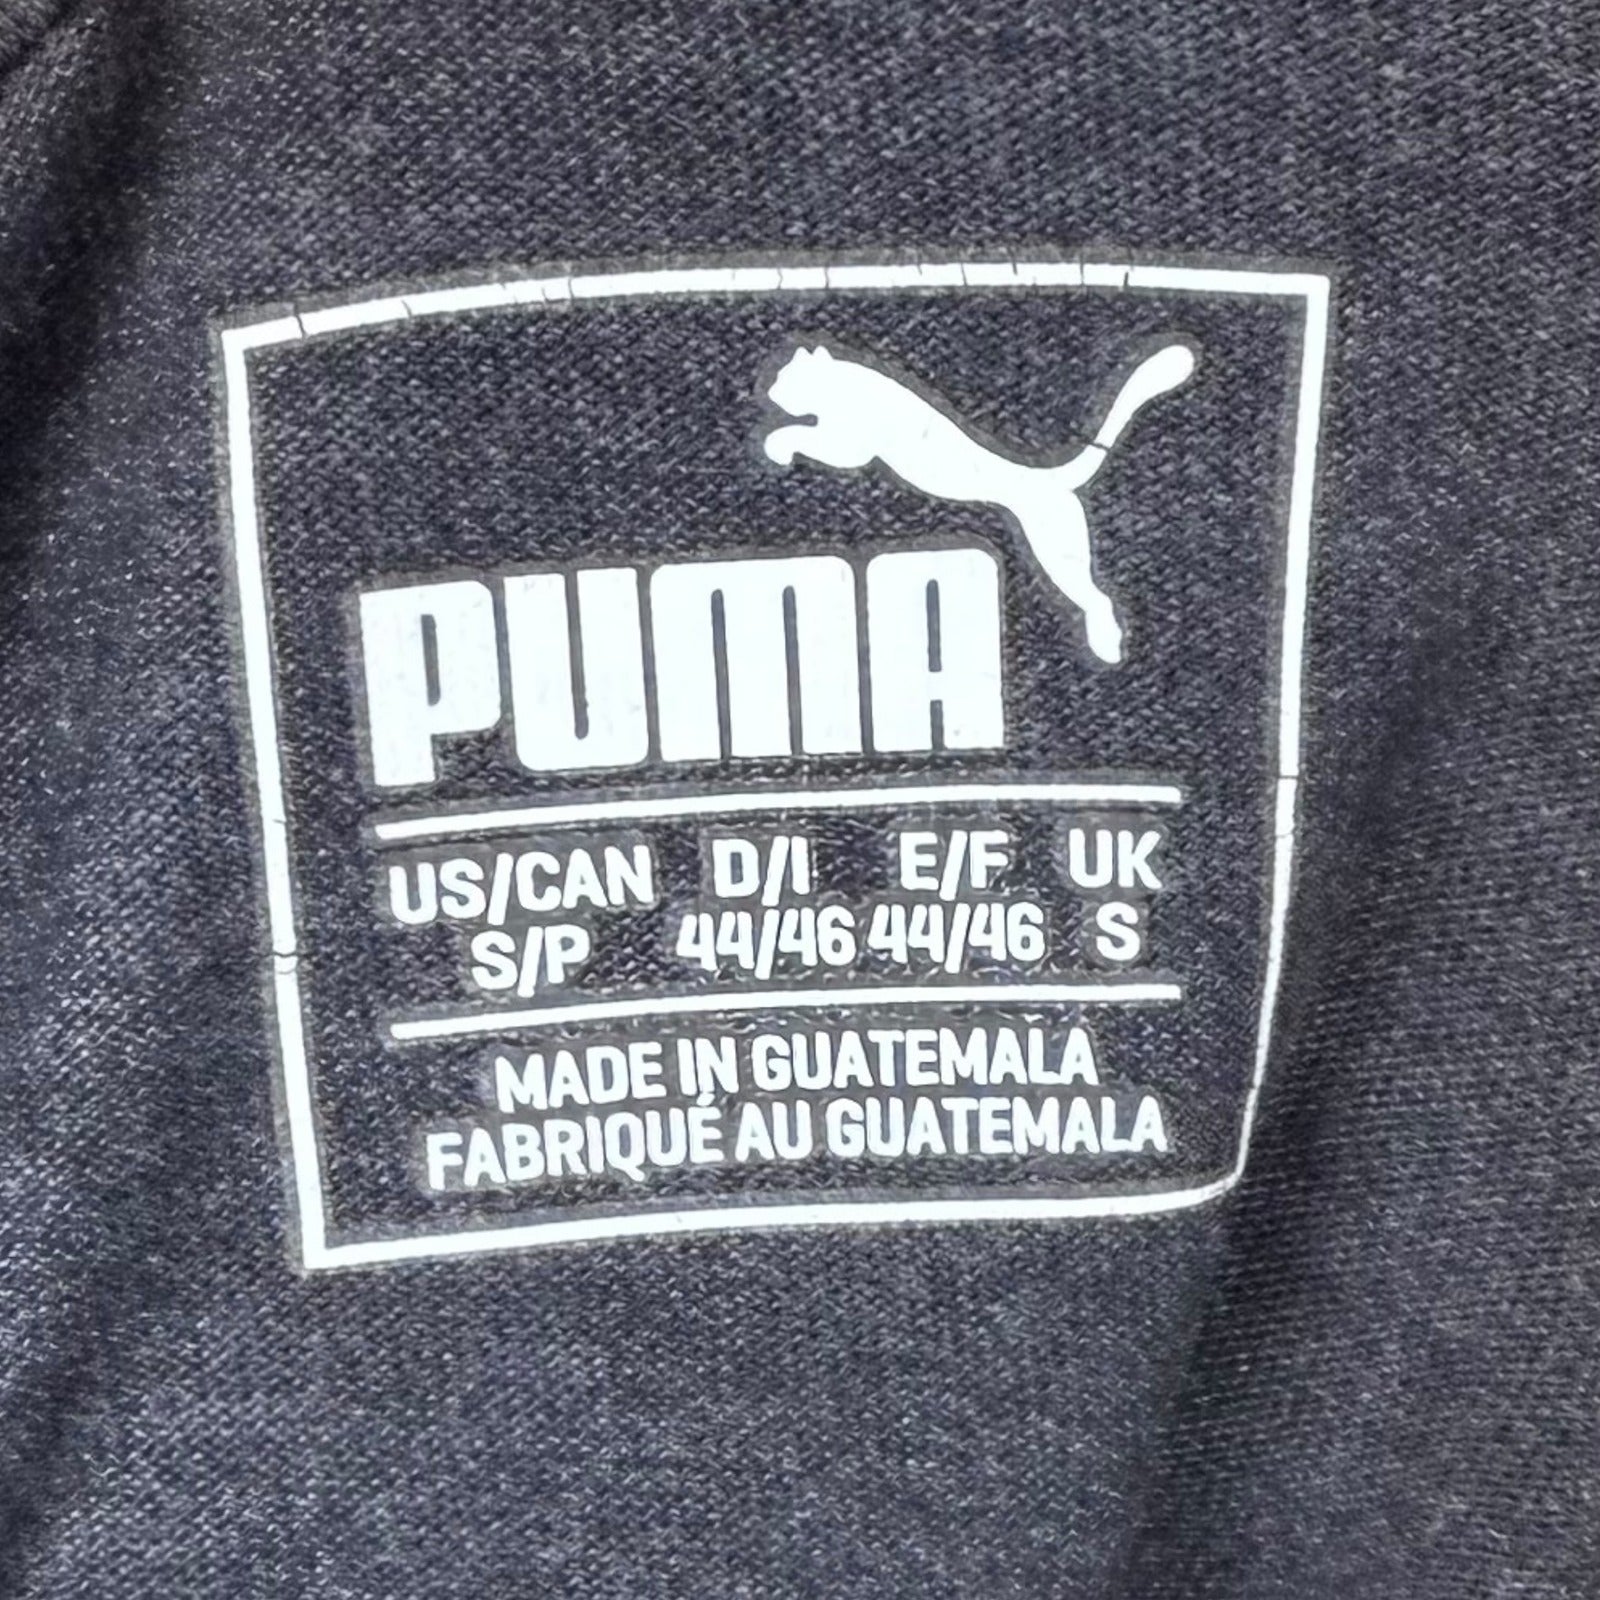 PUMA
US/CAN D/I E/F UK
S/P 44/46 44/46 S
MADE IN GUATEMALA
FABRIQUÉ AU GUATEMALA